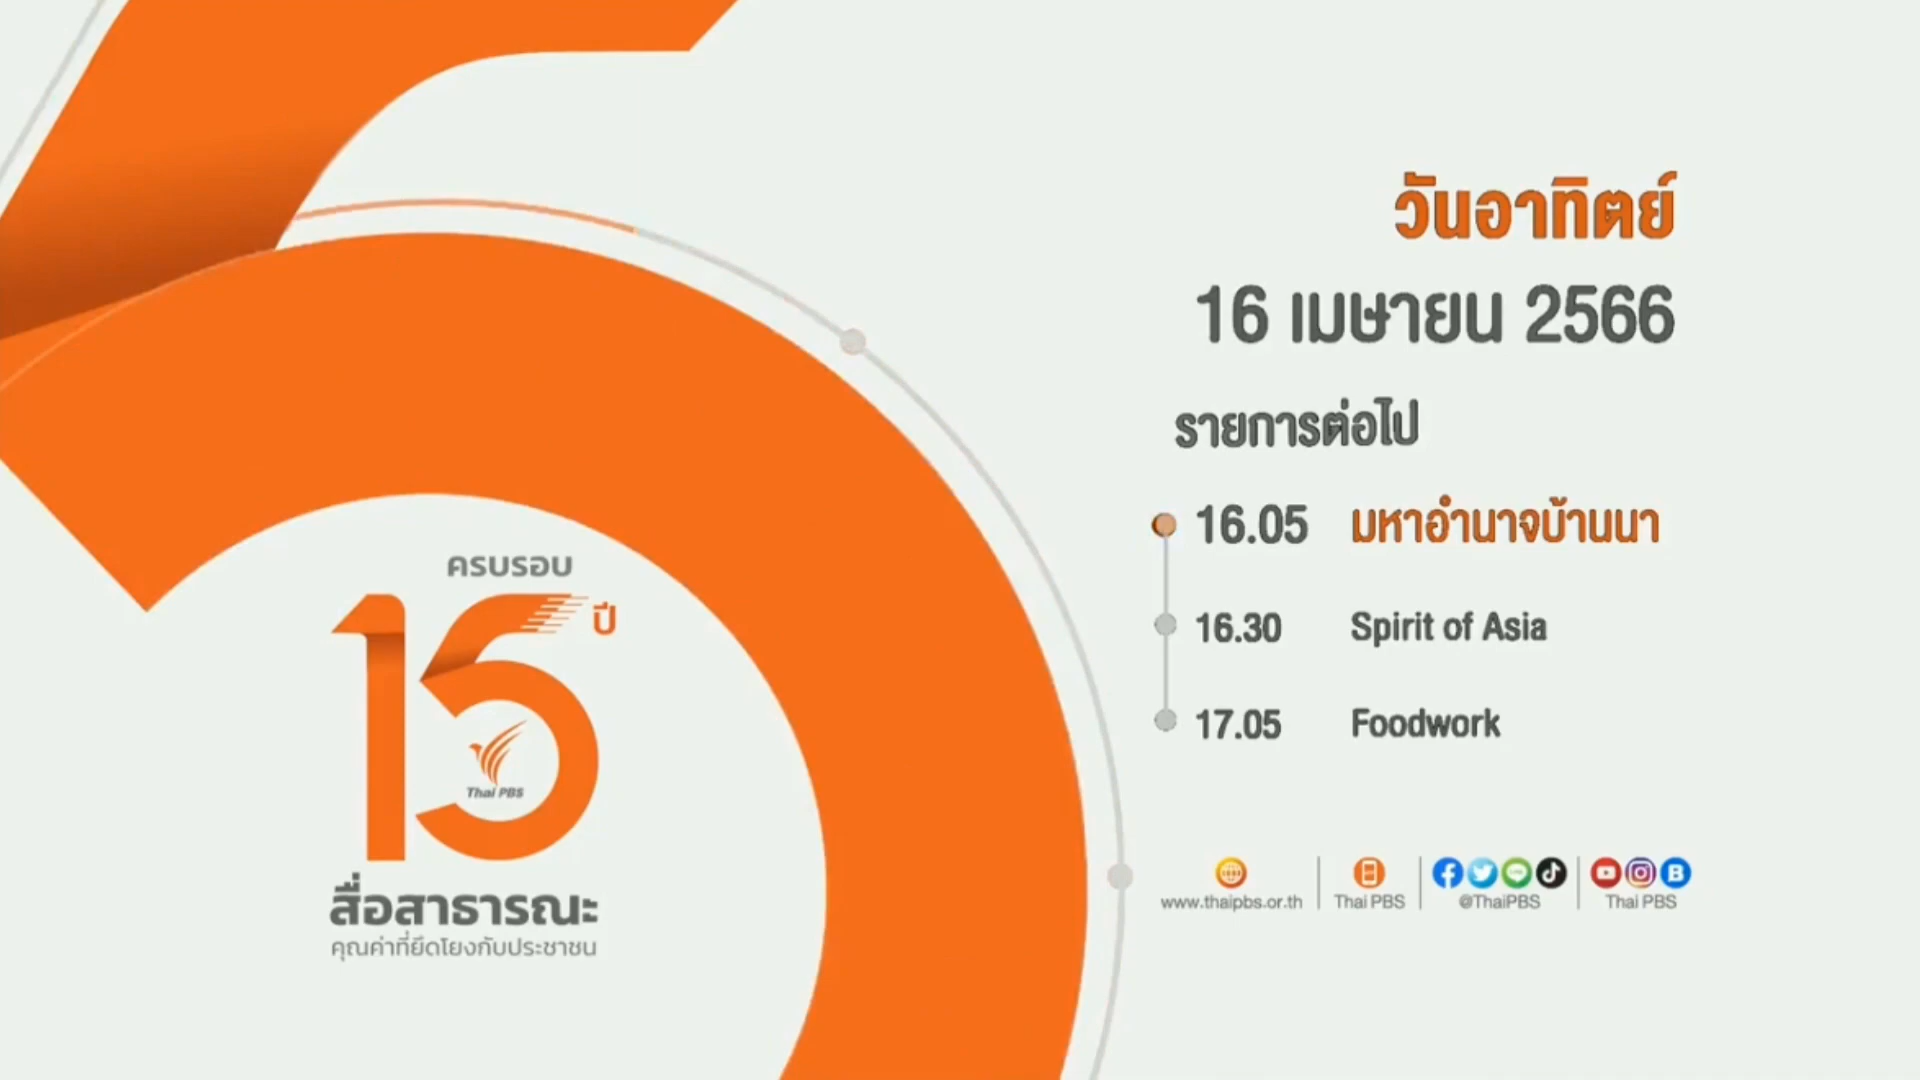 วันอาทิตย์
16 เมษายน 2566
รายการต่อไป
16.05 มหาอำนาจบ้านนา
16.30 Spirit of Asia
17.05 Foodwork
ครบรอบ
15 ปี
Thai PBS
สื่อสาธารณะ
คุณค่าที่ยึดโยงกับประชาชน
www.thaipbs.or.th Thai PBS @ThaiPBS Thai PBS